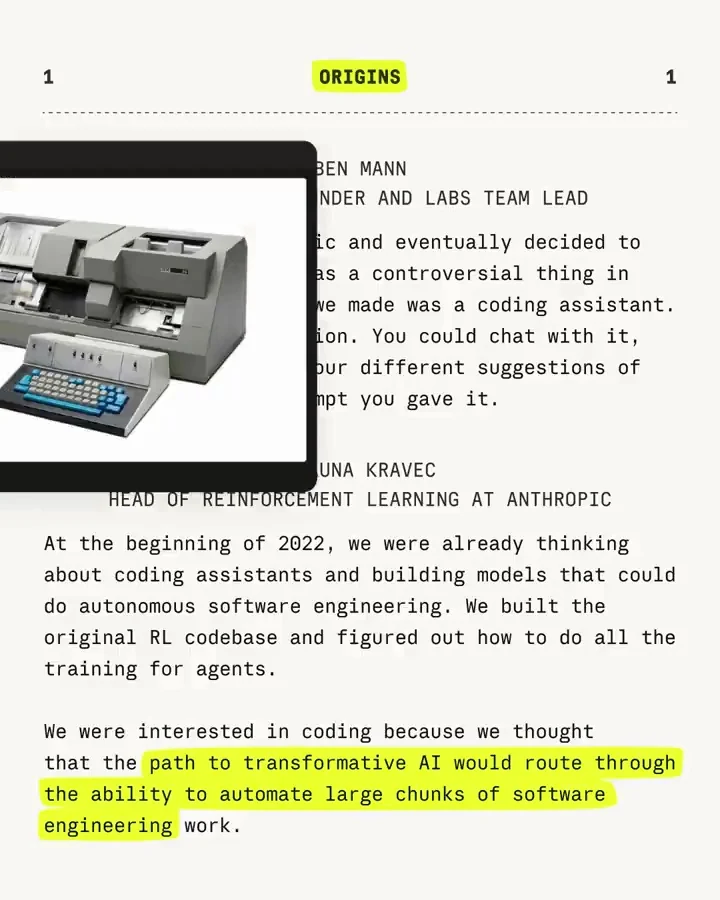 1 ORIGINS 1
BEN MANN
NDER AND LABS TEAM LEAD
ic and eventually decided to
as a controversial thing in
we made was a coding assistant.
ion. You could chat with it,
our different suggestions of
mpt you gave it.
UNA KRAVEC
HEAD OF REINFORCEMENT LEARNING AT ANTHROPIC
At the beginning of 2022, we were already thinking
about coding assistants and building models that could
do autonomous software engineering. We built the
original RL codebase and figured out how to do all the
training for agents.
We were interested in coding because we thought
that the path to transformative AI would route through
the ability to automate large chunks of software
engineering work.